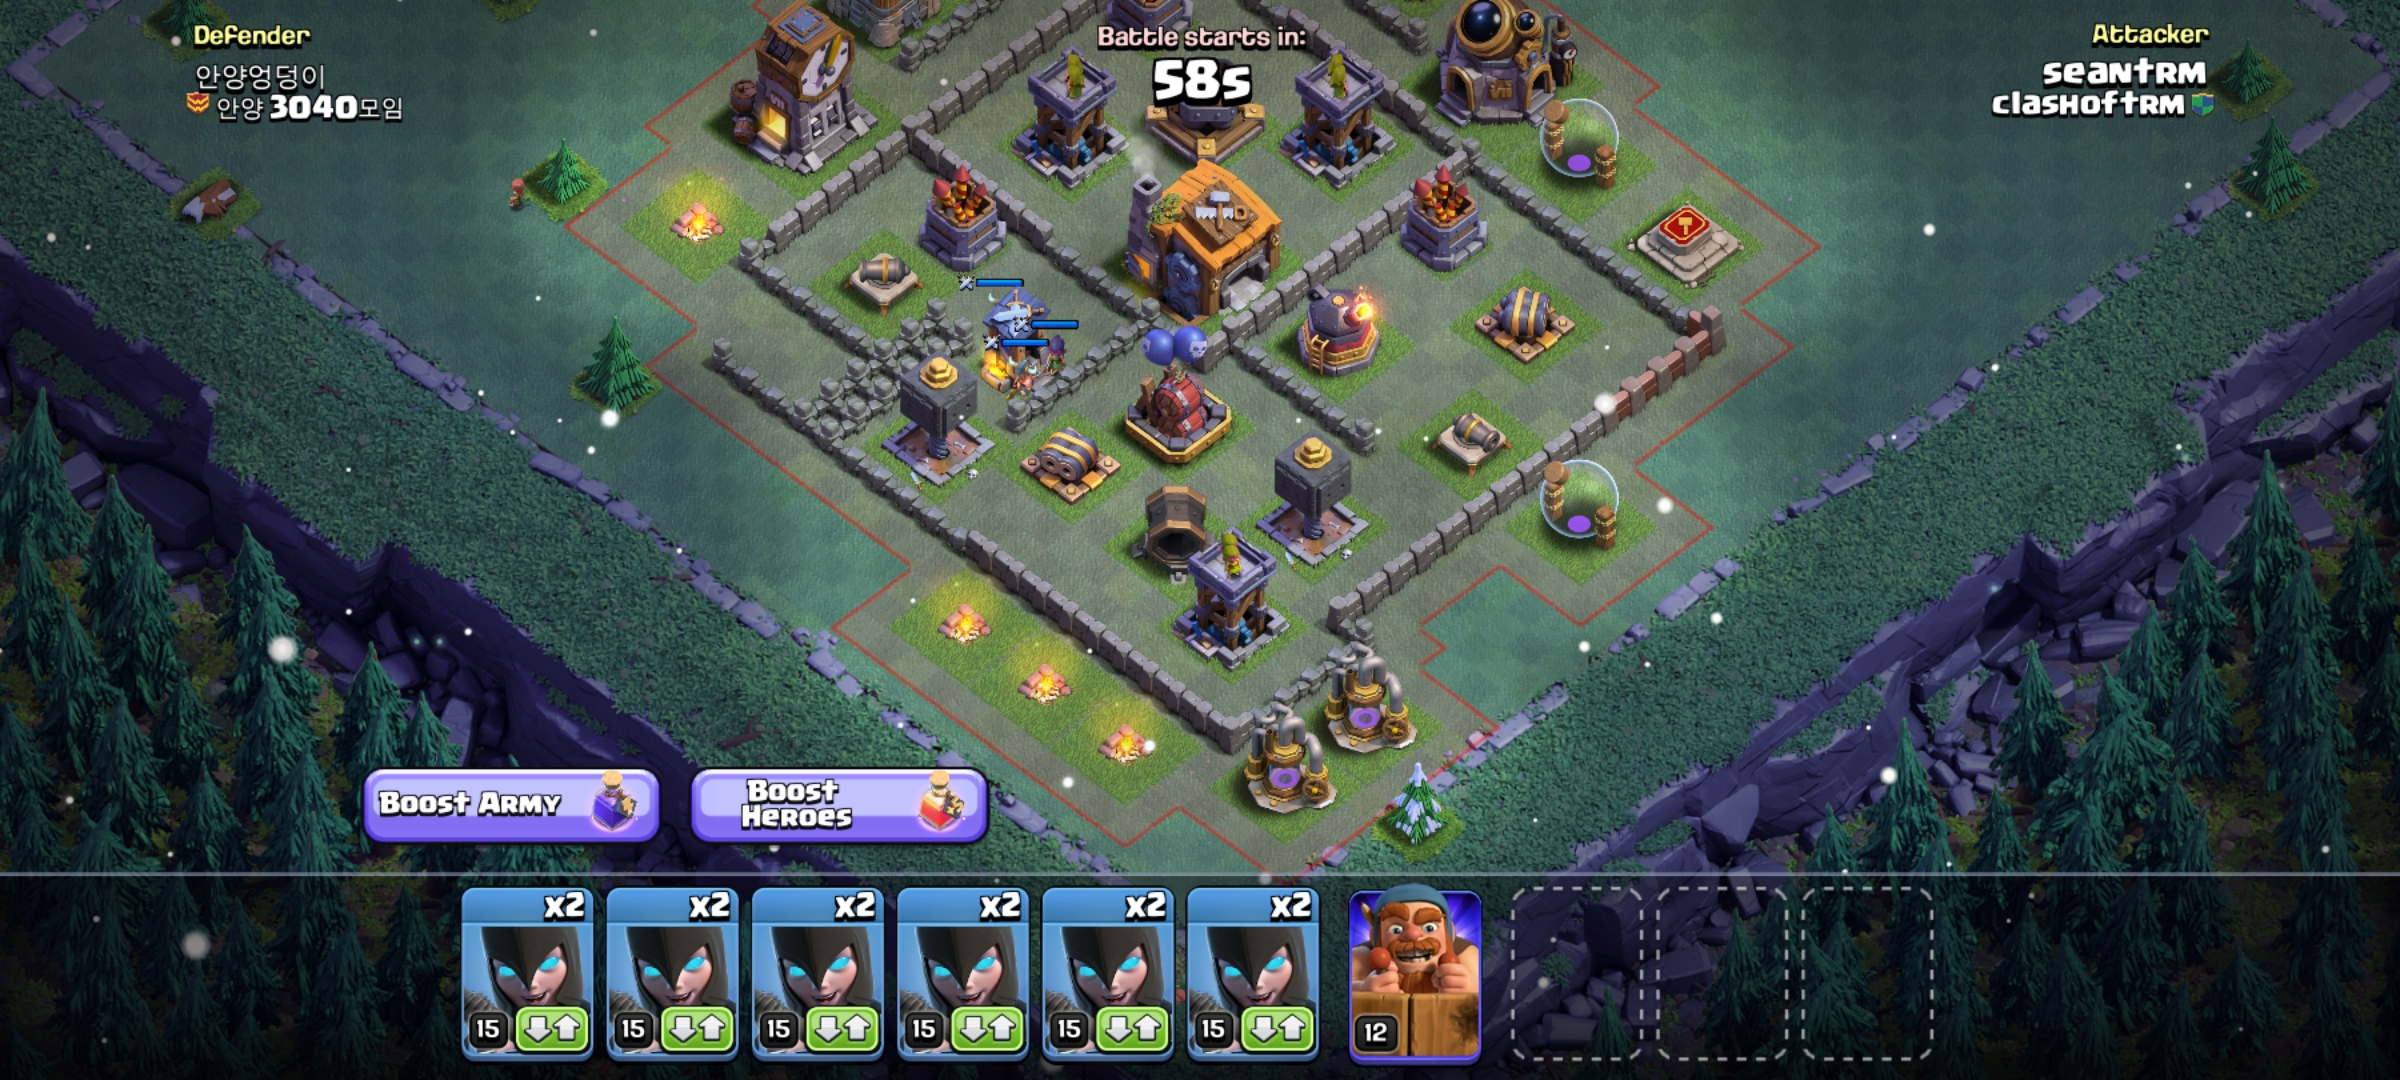 Defender
안양엉덩이
안양 3040모임
Battle starts in:
58s
Attacker
seantRM
clashoftRM
Boost Army
Boost
Heroes
x2
x2
x2
x2
x2
x2
15
15
15
15
15
15
12